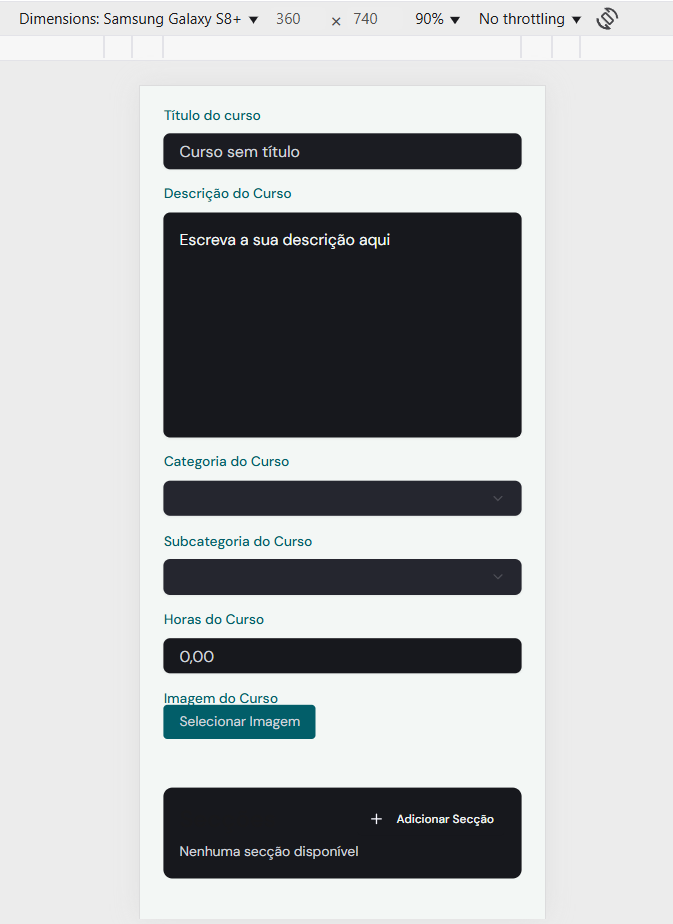 Dimensions: Samsung Galaxy S8+ ▼ 360 × 740 90% ▼ No throttling ▼
Título do curso
Curso sem título
Descrição do Curso
Escreva a sua descrição aqui
Categoria do Curso
Subcategoria do Curso
Horas do Curso
0,00
Imagem do Curso
Selecionar Imagem
+ Adicionar Secção
Nenhuma secção disponível